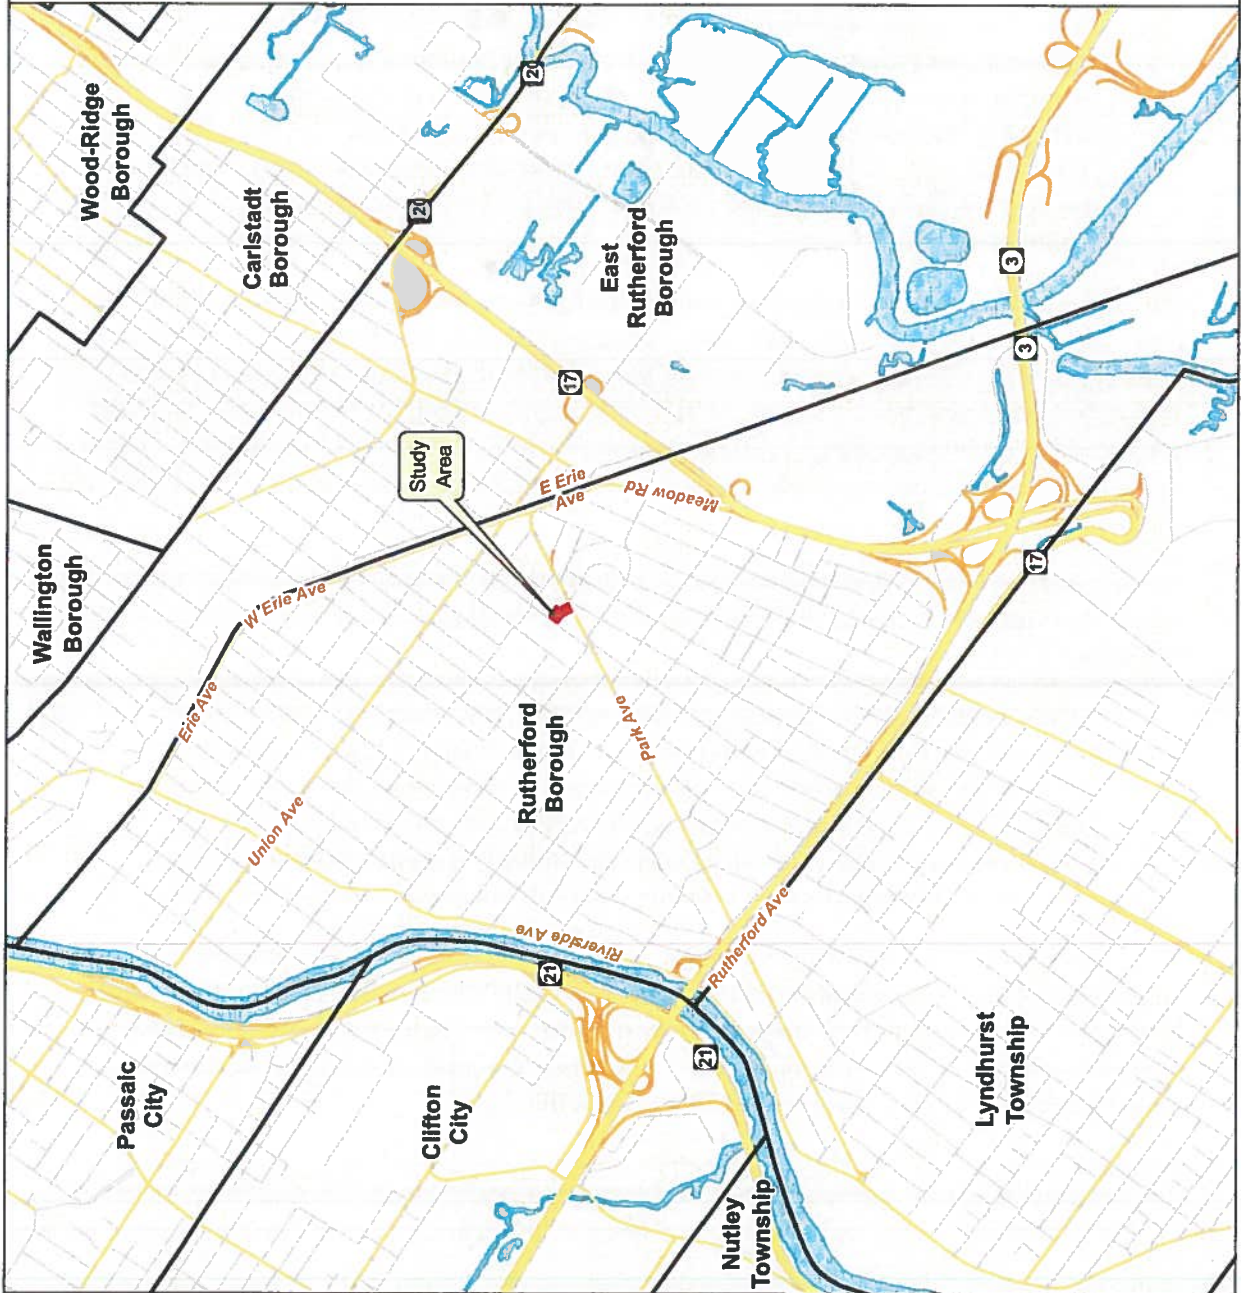 Wallington
Borough
Wood-Ridge
Borough
Passaic
City
Erie Ave
Carlstadt
Borough
Union Ave
W Erie Ave
20
Study
Area
Clifton
City
Rutherford
Borough
20
21
Riverside Ave
E Erie
Ave
17
East
Rutherford
Borough
Park Ave
Meadow Rd
21
Nutley
Township
Rutherford Ave
Lyndhurst
Township
3
3
17